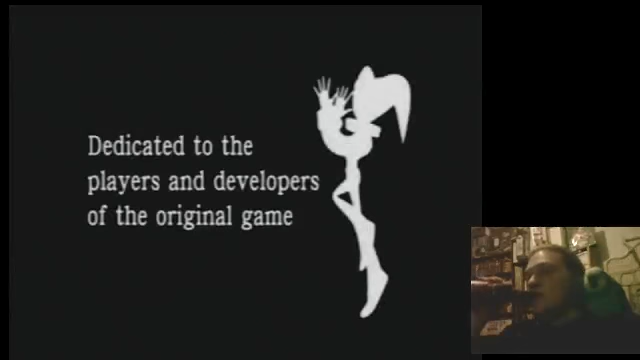 Dedicated to the
players and developers
of the original game